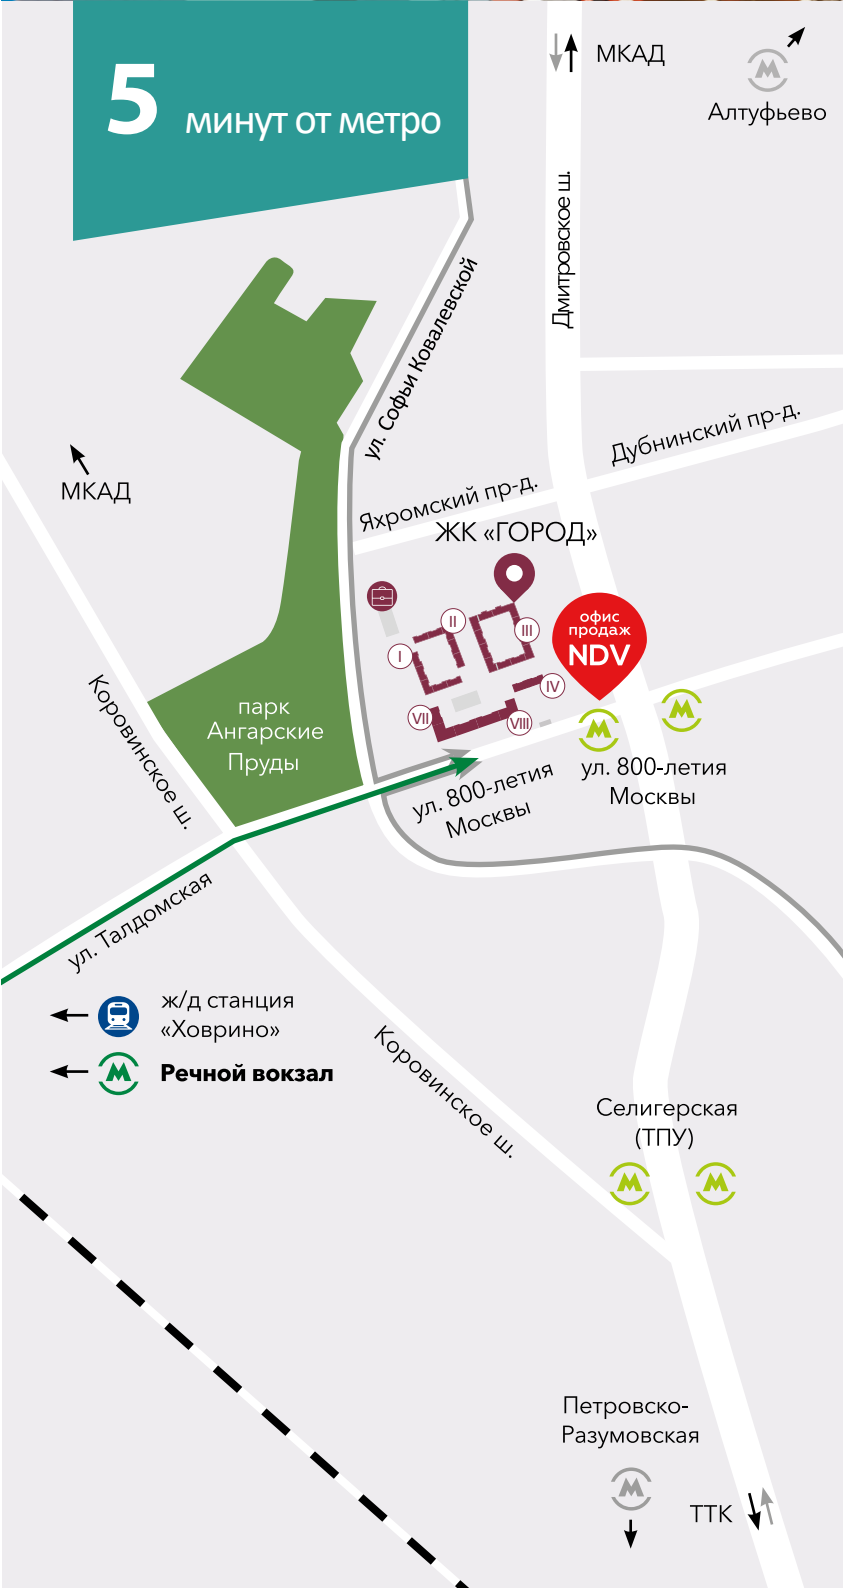 5 минут от метро
МКАД
Алтуфьево
Дмитровское ш.
ул. Софьи Ковалевской
Дубнинский пр-д.
МКАД
Яхромский пр-д.
ЖК «ГОРОД»
II
III
I
IV
VII
VIII
офис
продаж
NDV
Коровинское ш.
парк
Ангарские
Пруды
ул. 800-летия
Москвы
ул. 800-летия
Москвы
ул. Талдомская
ж/д станция
«Ховрино»
Речной вокзал
Коровинское ш.
Селигерская
(ТПУ)
Петровско-
Разумовская
ТТК